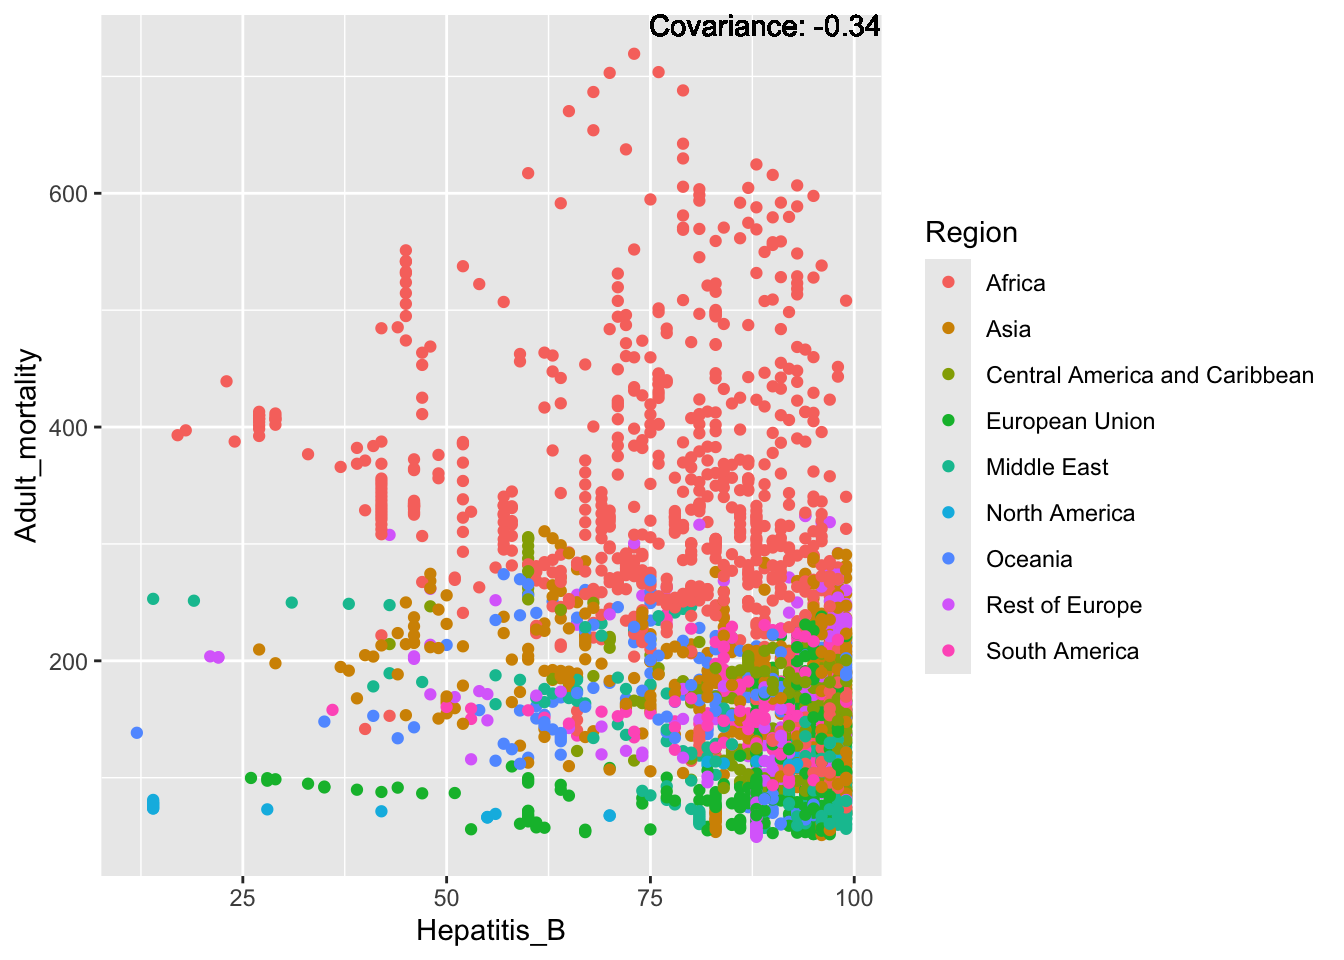 Covariance: -0.34
600
400
200
Adult_mortality
25
50
75
100
Hepatitis_B
Region
Africa
Asia
Central America and Caribbean
European Union
Middle East
North America
Oceania
Rest of Europe
South America